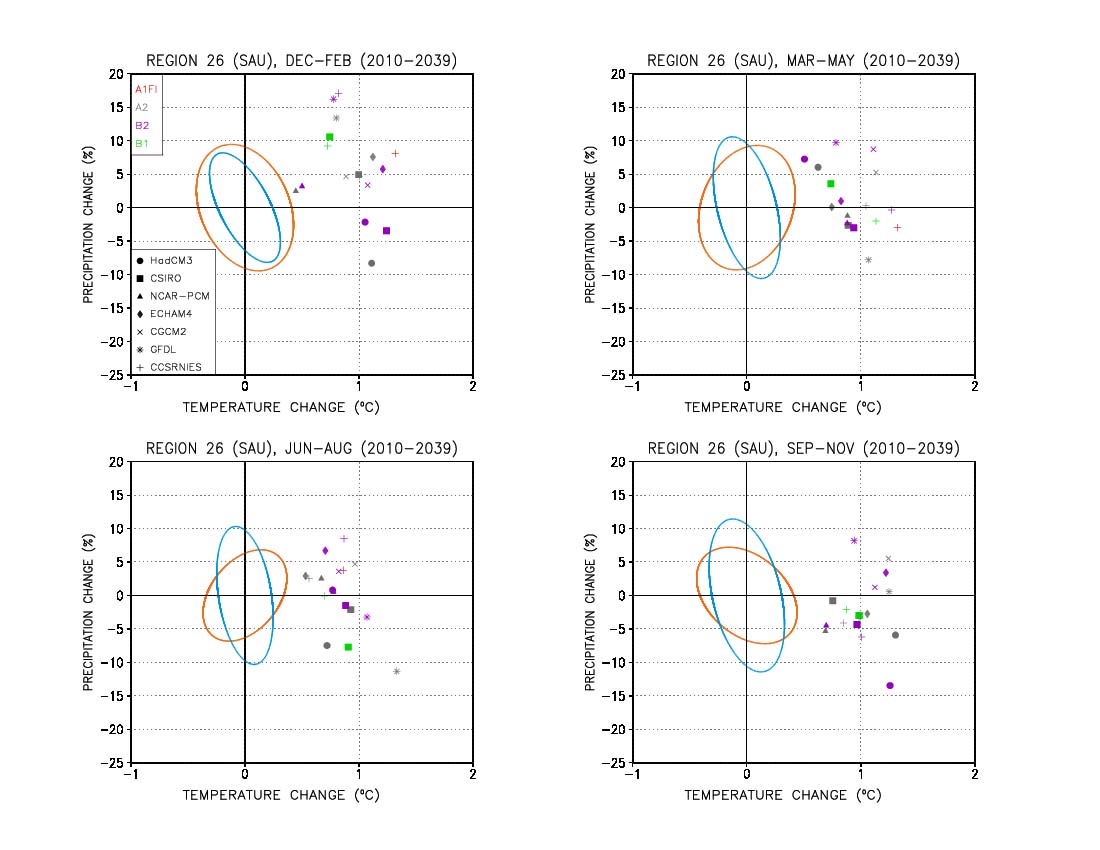 REGION 26 (SAU), DEC-FEB (2010-2039)
20
15
10
5
0
-5
-10
-15
-20
-25
PRECIPITATION CHANGE (%)
A1FI
A2
B2
B1
HadCM3
CSIRO
NCAR-PCM
ECHAM4
CGCM2
GFDL
CCSRNIES
-1 0 1 2
TEMPERATURE CHANGE (ºC)
REGION 26 (SAU), MAR-MAY (2010-2039)
20
15
10
5
0
-5
-10
-15
-20
-25
PRECIPITATION CHANGE (%)
-1 0 1 2
TEMPERATURE CHANGE (ºC)
REGION 26 (SAU), JUN-AUG (2010-2039)
20
15
10
5
0
-5
-10
-15
-20
-25
PRECIPITATION CHANGE (%)
-1 0 1 2
TEMPERATURE CHANGE (ºC)
REGION 26 (SAU), SEP-NOV (2010-2039)
20
15
10
5
0
-5
-10
-15
-20
-25
PRECIPITATION CHANGE (%)
-1 0 1 2
TEMPERATURE CHANGE (ºC)